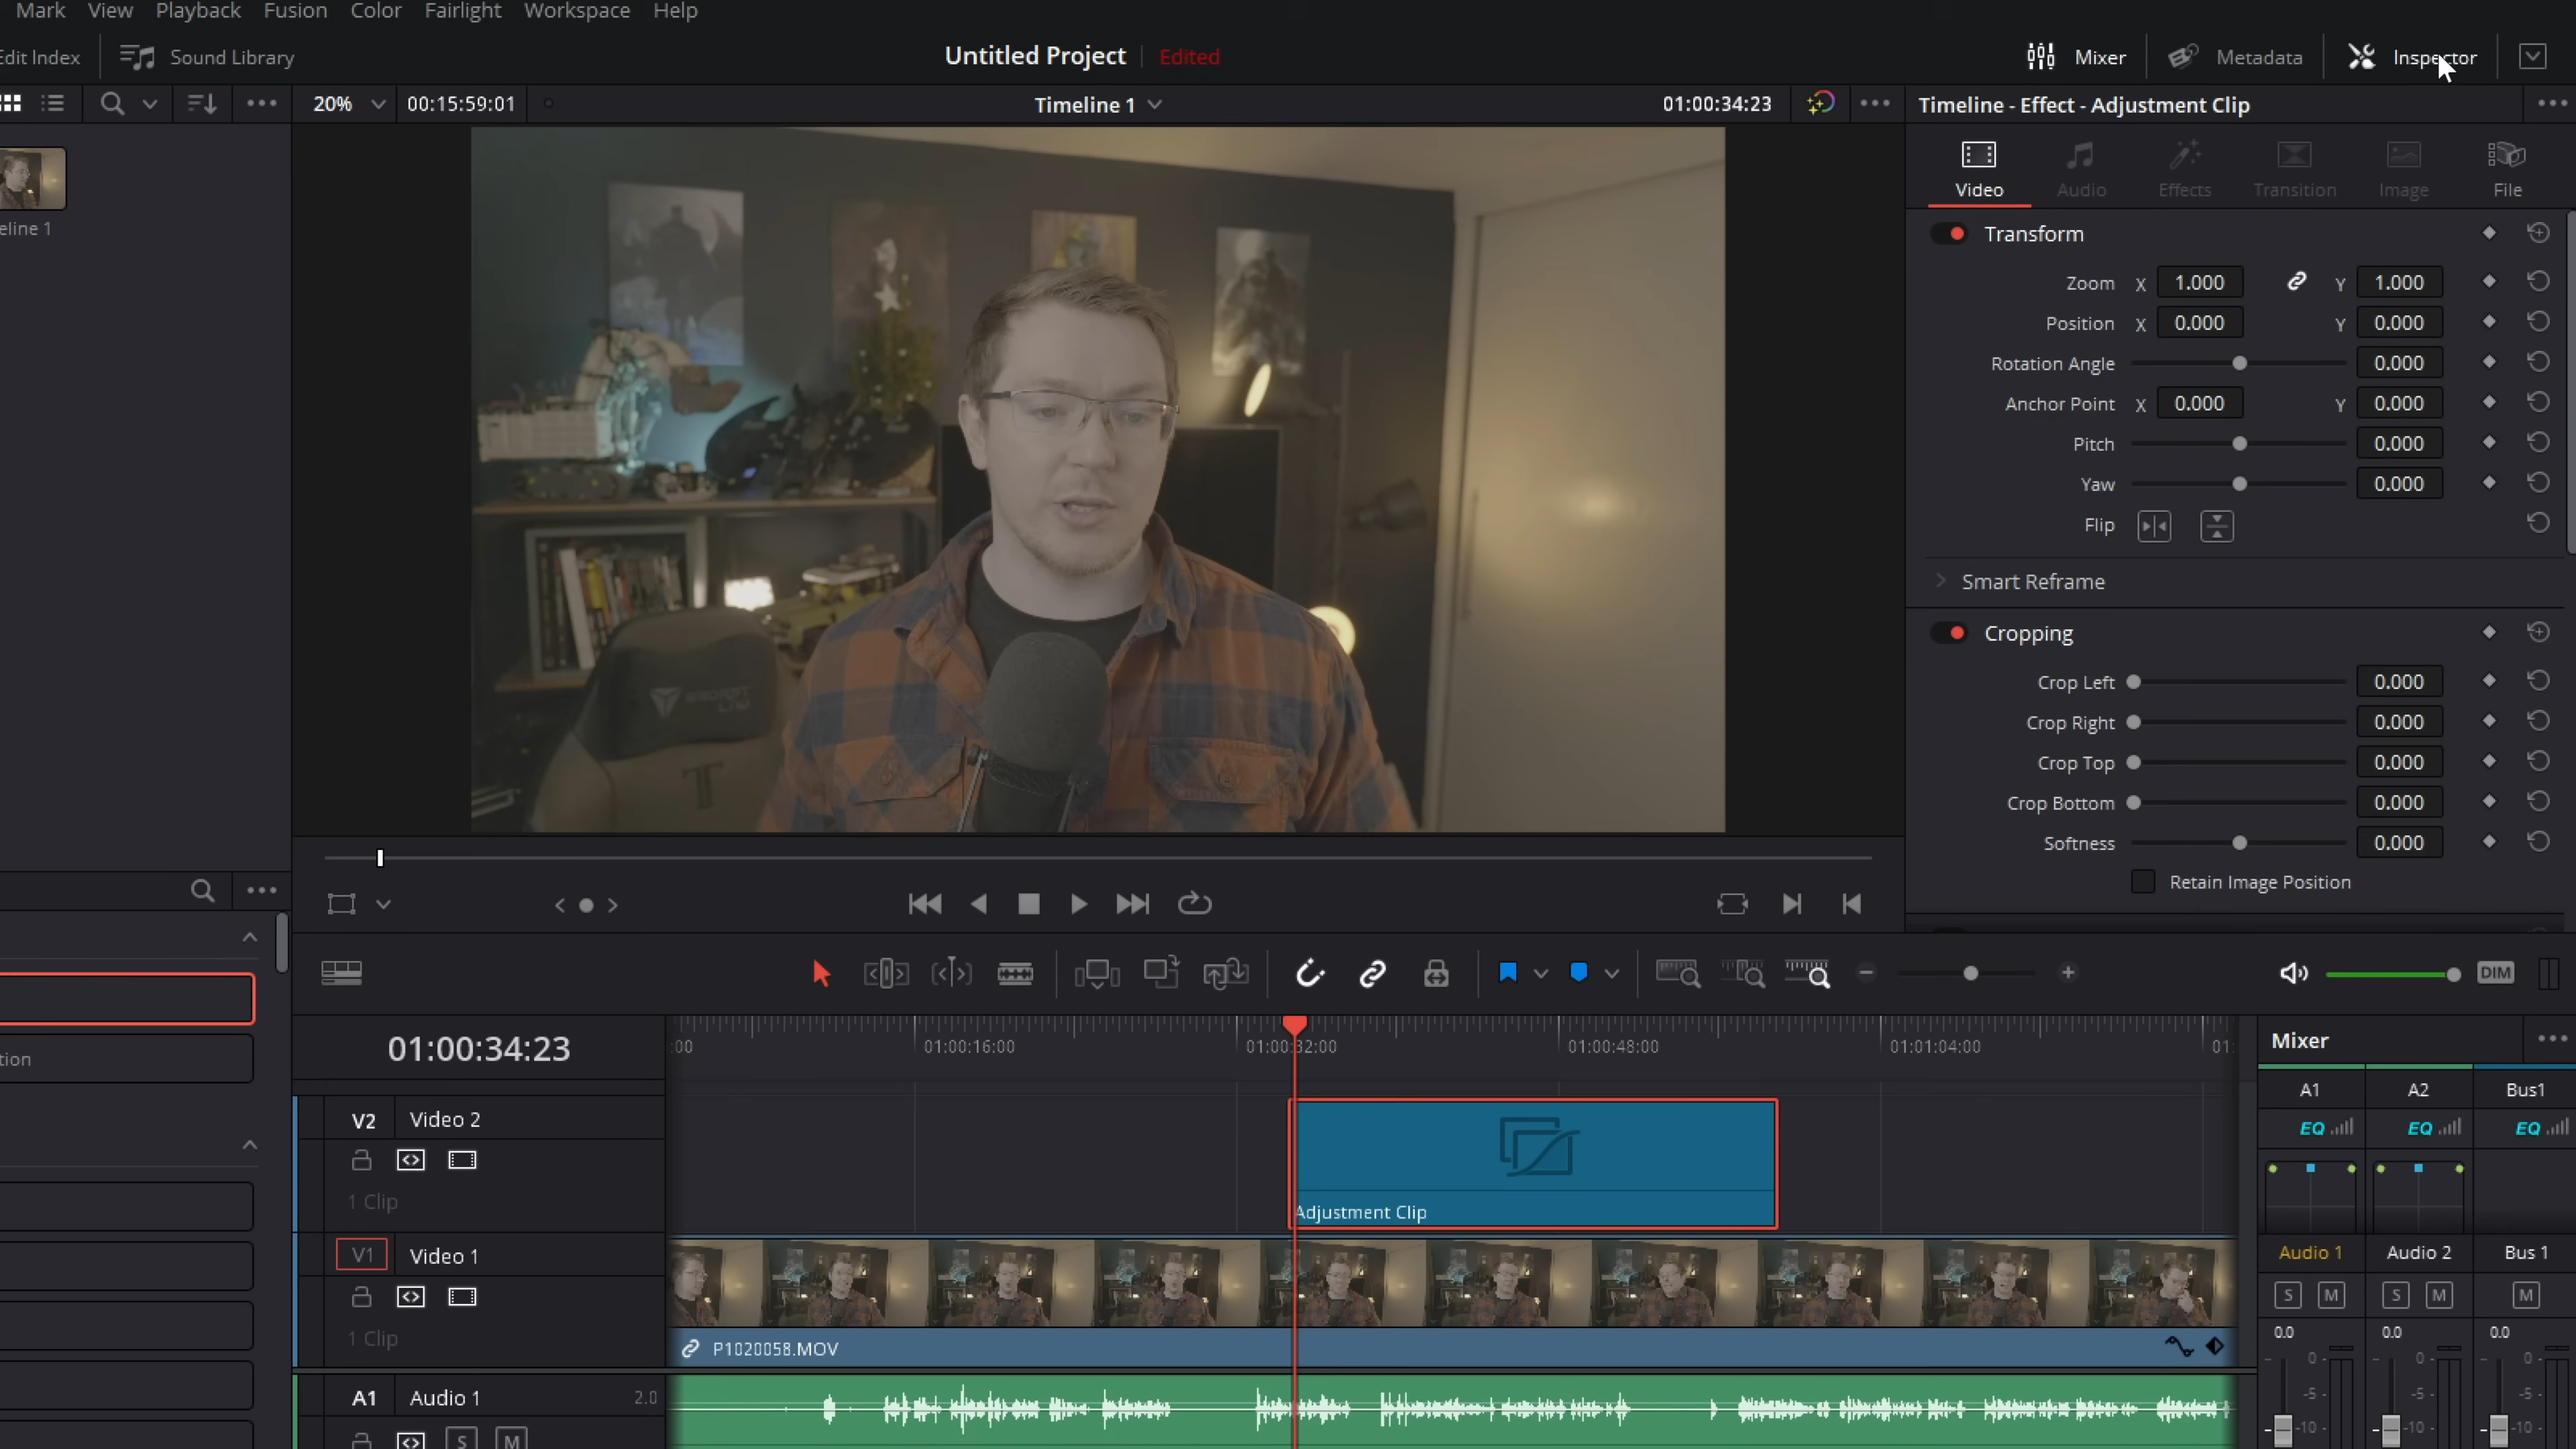 Mark View Playback Fusion Color Fairlight Workspace Help
Edit Index Sound Library Untitled Project Edited Mixer Metadata Inspector
20% 00:15:59:01 Timeline 1 01:00:34:23 Timeline - Effect - Adjustment Clip
Video Audio Effects Transition Image File
eline 1
Transform
Zoom X 1.000 Y 1.000
Position X 0.000 Y 0.000
Rotation Angle 0.000
Anchor Point X 0.000 Y 0.000
Pitch 0.000
Yaw 0.000
Flip
Smart Reframe
Cropping
Crop Left 0.000
Crop Right 0.000
Crop Top 0.000
Crop Bottom 0.000
Softness 0.000
Retain Image Position
DIM
01:00:34:23
:00 01:00:16:00 01:00:32:00 01:00:48:00 01:01:04:00 01:
tion
V2 Video 2
1 Clip
Adjustment Clip
V1 Video 1
1 Clip
P1020058.MOV
A1 Audio 1 2.0
S M
Mixer
A1 A2 Bus1
EQ EQ EQ
Audio 1 Audio 2 Bus 1
S M S M M
0.0 0.0 0.0
0 0 0
-5 -5 -5
-10 -10 -10